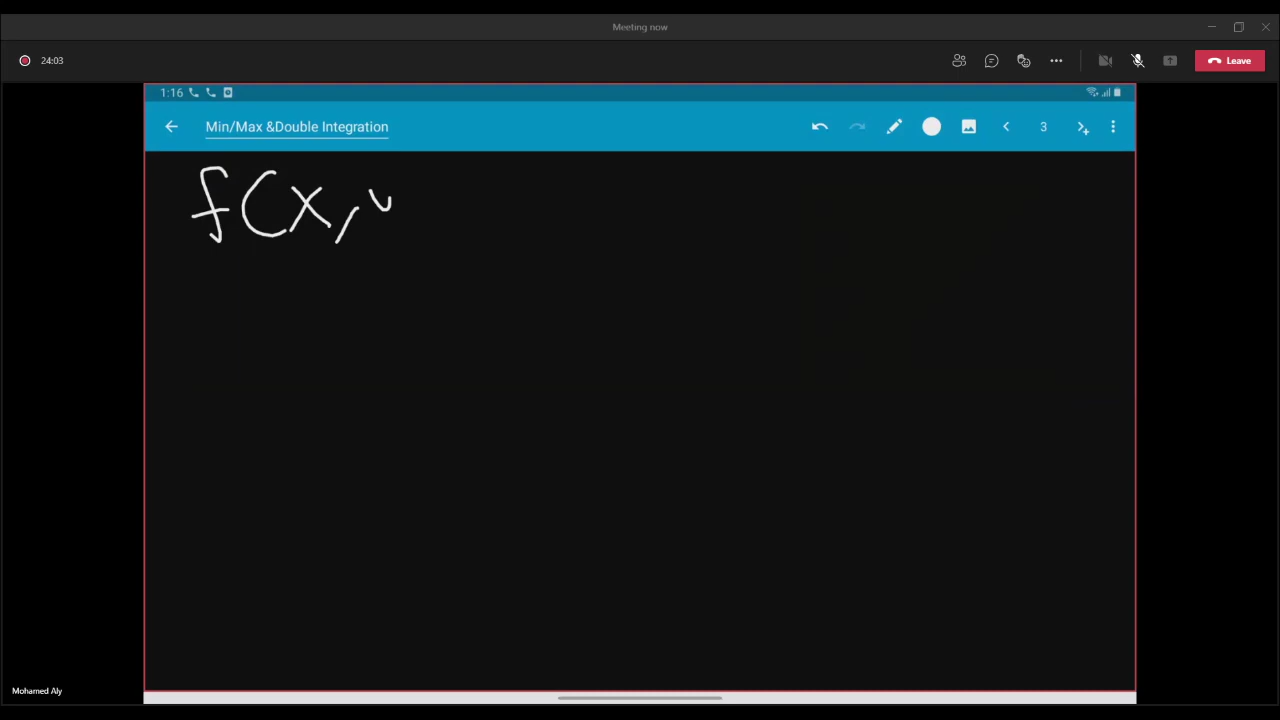 Meeting now
24:03
Leave
1:16
Min/Max &Double Integration
3
f(x,
Mohamed Aly